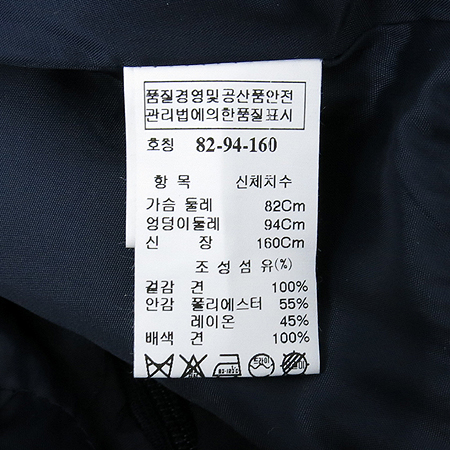 품질경영및공산품안전
관리법에의한품질표시
호칭 82-94-160
항 목 신체치수
가슴 둘레 82Cm
엉덩이둘레 94Cm
신 장 160Cm
조 성 섬 유(%)
겉감 견 100%
안감 폴리에스터 55%
레이온 45%
배색 견 100%
드라이